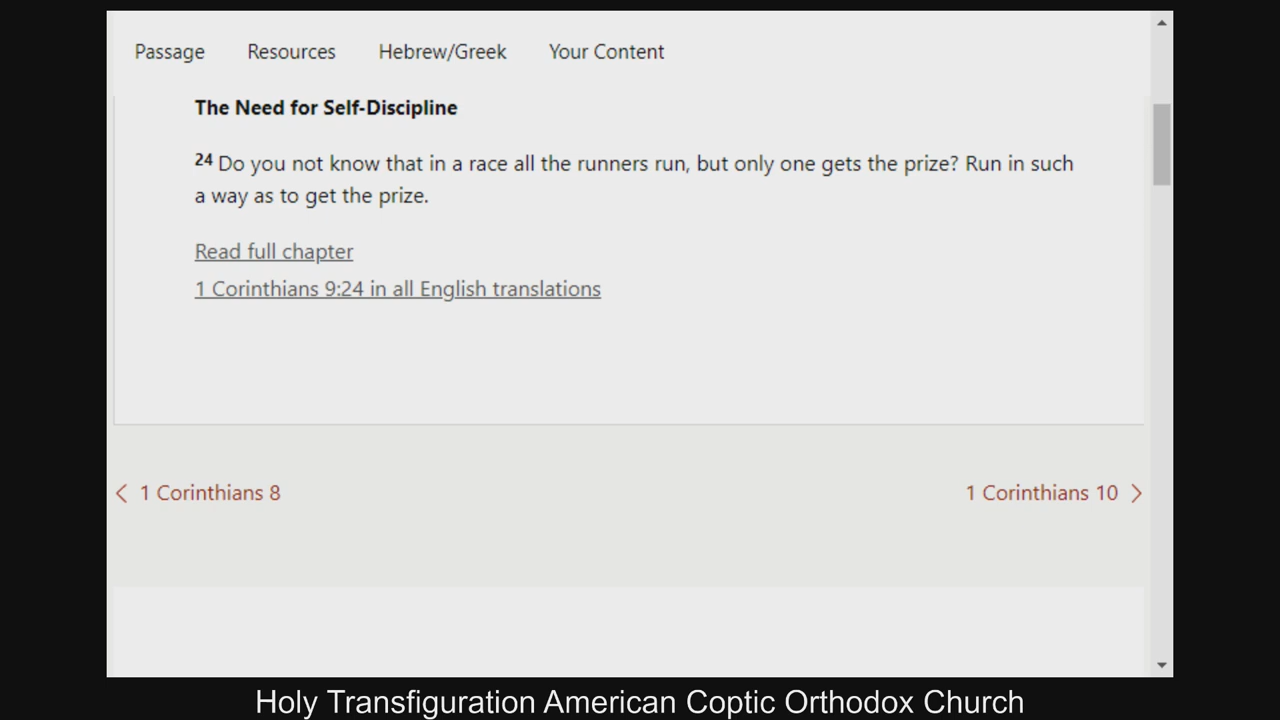 Passage Resources Hebrew/Greek Your Content
The Need for Self-Discipline
24 Do you not know that in a race all the runners run, but only one gets the prize? Run in such
a way as to get the prize.
Read full chapter
1 Corinthians 9:24 in all English translations
1 Corinthians 8 1 Corinthians 10
Holy Transfiguration American Coptic Orthodox Church